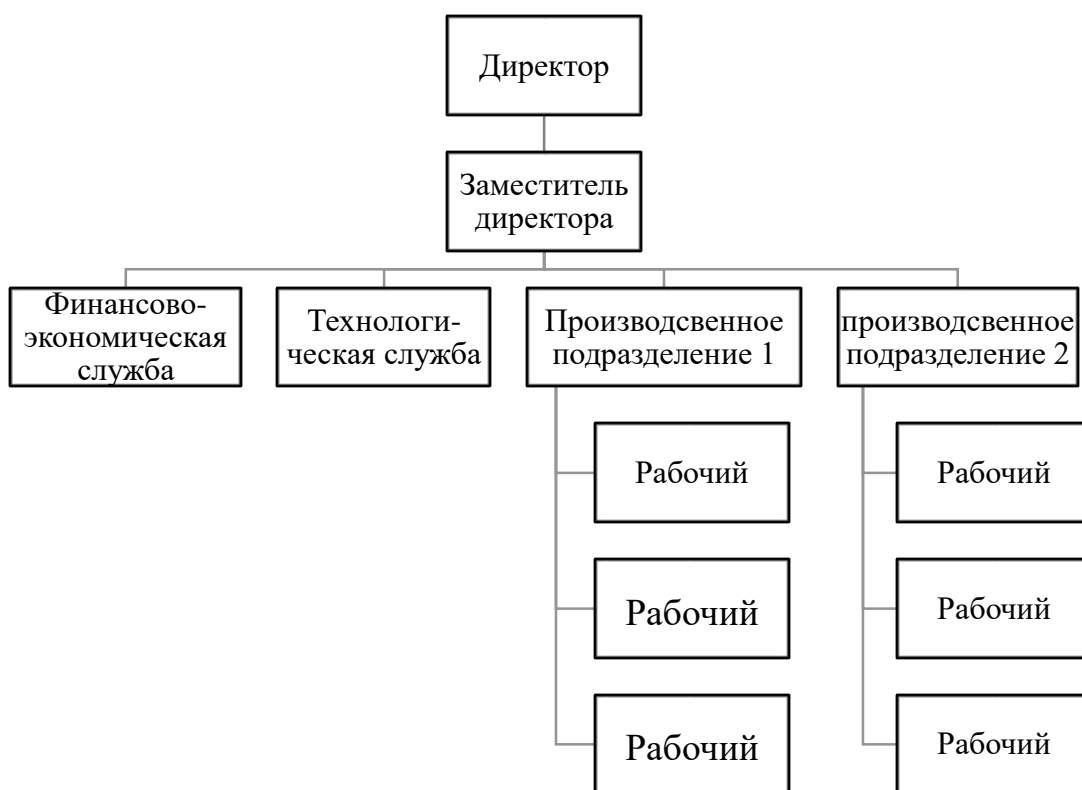 Директор
Заместитель
директора
Финансово-
экономическая
служба
Технологи-
ческая служба
Производсвенное
подразделение 1
производсвенное
подразделение 2
Рабочий
Рабочий
Рабочий
Рабочий
Рабочий
Рабочий